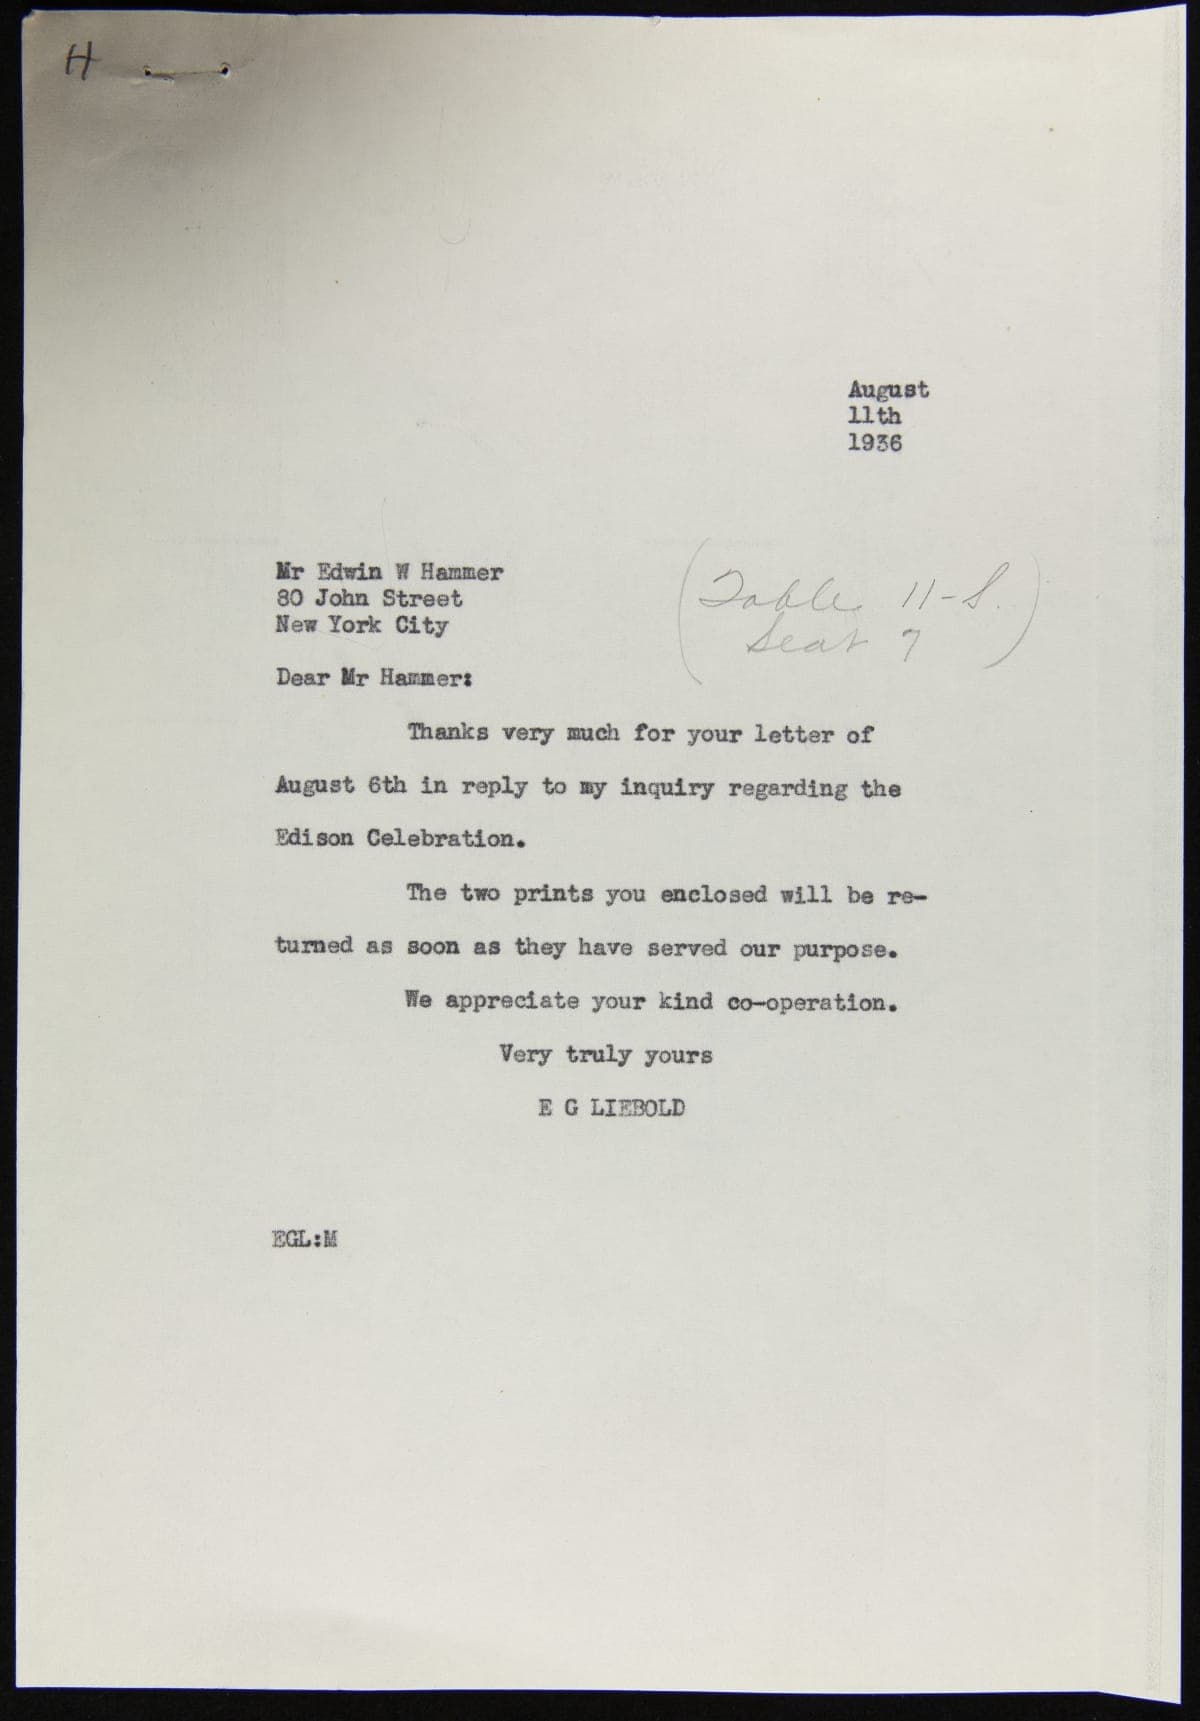 H
August
11th
1936
Mr Edwin W Hammer
80 John Street
New York City
(Table 11-S.
Seat 7)
Dear Mr Hammer:
Thanks very much for your letter of
August 6th in reply to my inquiry regarding the
Edison Celebration.
The two prints you enclosed will be re-
turned as soon as they have served our purpose.
We appreciate your kind co-operation.
Very truly yours
E G LIEBOLD
EGL:M